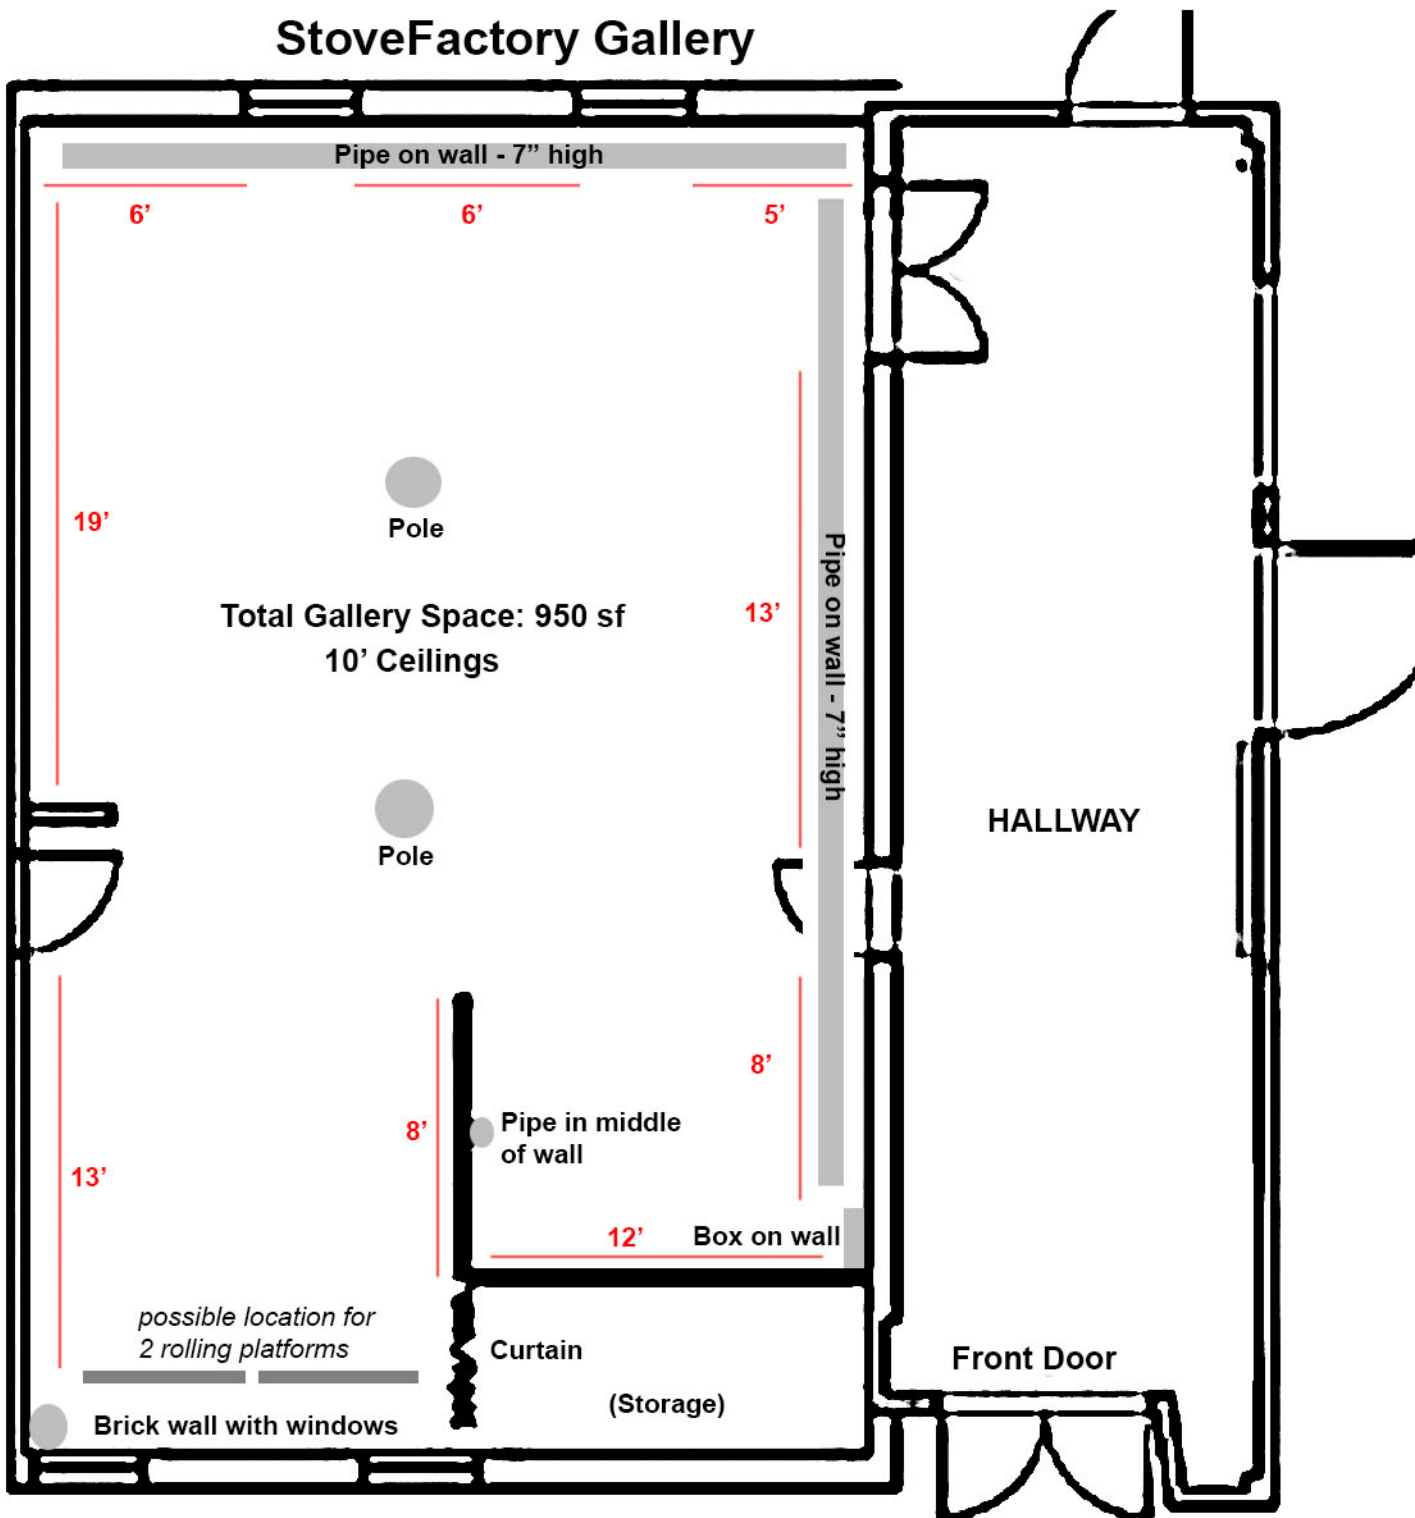 StoveFactory Gallery
Pipe on wall - 7” high
6’
6’
5’
19’
Pole
Total Gallery Space: 950 sf
10’ Ceilings
13’
Pipe on wall - 7” high
HALLWAY
Pole
8’
8’
Pipe in middle
of wall
13’
12’
Box on wall
possible location for
2 rolling platforms
Curtain
Front Door
(Storage)
Brick wall with windows